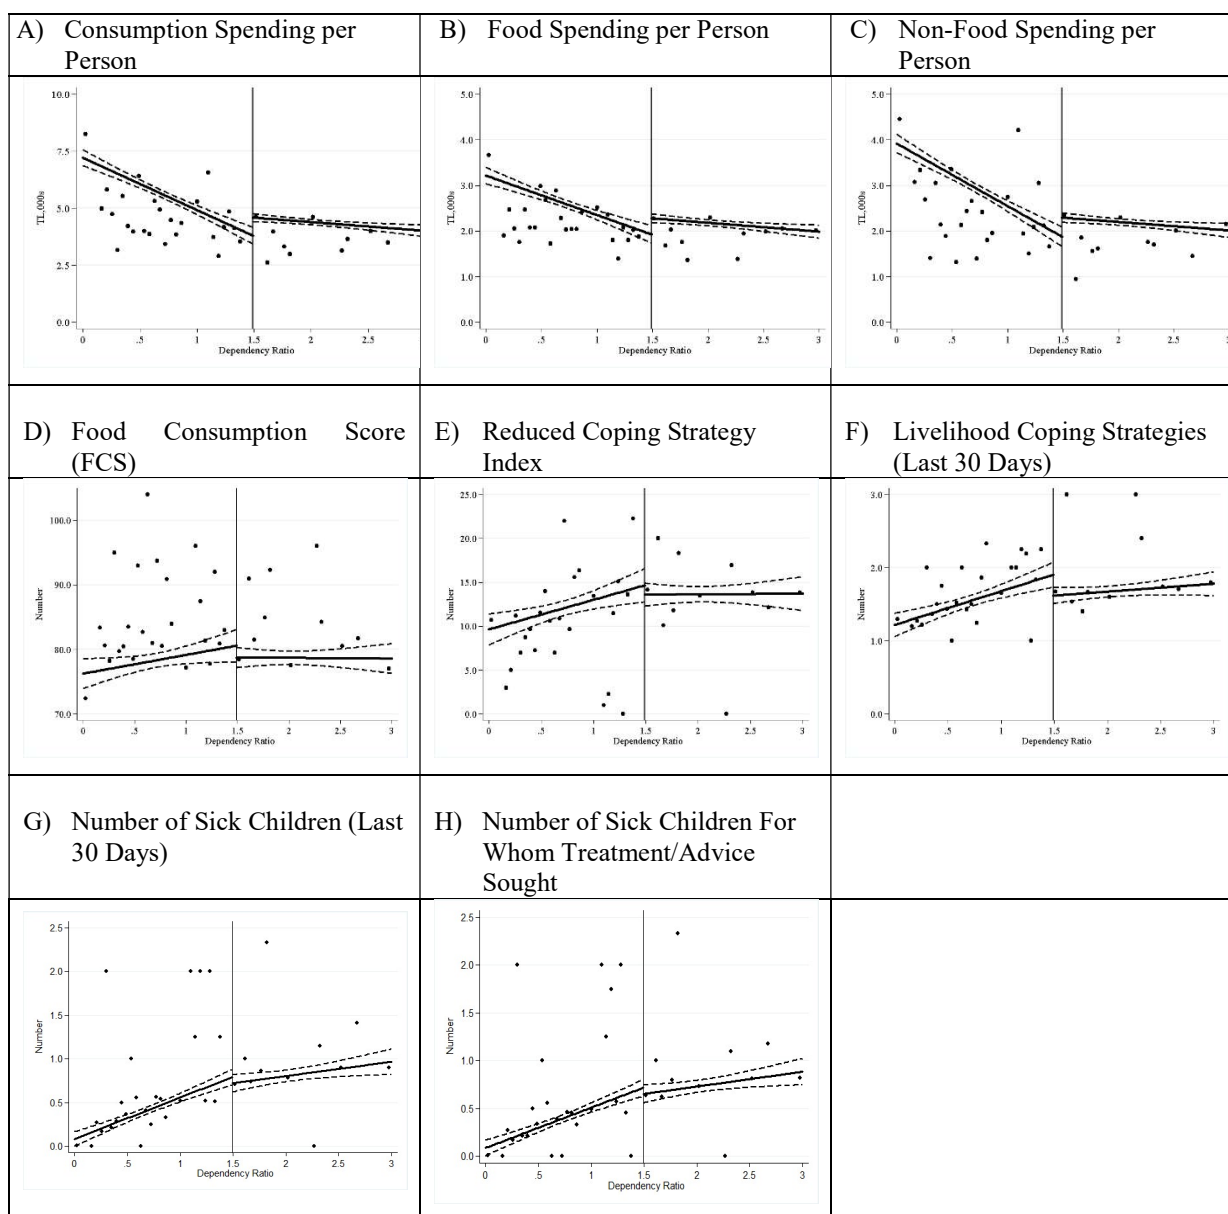 A) Consumption Spending per
Person
B) Food Spending per Person
C) Non-Food Spending per
Person
10.0
7.5
5.0
2.5
0.0
TL,000s
0 .5 1 1.5 2 2.5
Dependency Ratio
5.0
4.0
3.0
2.0
1.0
0.0
TL,000s
0 .5 1 1.5 2 2.5 3
Dependency Ratio
5.0
4.0
3.0
2.0
1.0
0.0
TL,000s
0 .5 1 1.5 2 2.5 3
Dependency Ratio
D) Food Consumption Score
(FCS)
E) Reduced Coping Strategy
Index
F) Livelihood Coping Strategies
(Last 30 Days)
100.0
90.0
80.0
70.0
Number
0 .5 1 1.5 2 2.5 3
Dependency Ratio
25.0
20.0
15.0
10.0
5.0
0.0
Number
0 .5 1 1.5 2 2.5 3
Dependency Ratio
3.0
2.0
1.0
0.0
Number
0 .5 1 1.5 2 2.5 3
Dependency Ratio
G) Number of Sick Children (Last
30 Days)
H) Number of Sick Children For
Whom Treatment/Advice
Sought
2.5
2.0
1.5
1.0
0.5
0.0
Number
0 .5 1 1.5 2 2.5 3
Dependency Ratio
2.5
2.0
1.5
1.0
0.5
0.0
Number
0 .5 1 1.5 2 2.5 3
Dependency Ratio